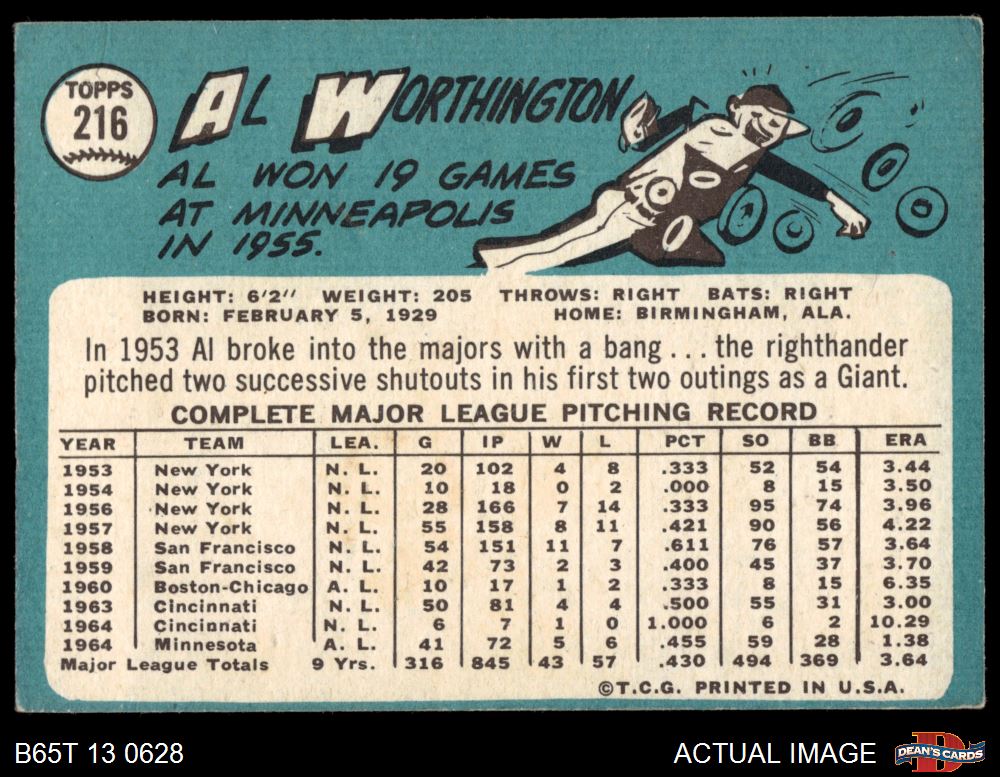 TOPPS
216
AL WORTHINGTON
AL WON 19 GAMES
AT MINNEAPOLIS
IN 1955.
HEIGHT: 6'2" WEIGHT: 205 THROWS: RIGHT BATS: RIGHT
BORN: FEBRUARY 5, 1929 HOME: BIRMINGHAM, ALA.
In 1953 Al broke into the majors with a bang . . . the righthander
pitched two successive shutouts in his first two outings as a Giant.
COMPLETE MAJOR LEAGUE PITCHING RECORD
YEAR TEAM LEA. G IP W L PCT SO BB ERA
1953 New York N. L. 20 102 4 8 .333 52 54 3.44
1954 New York N. L. 10 18 0 2 .000 8 15 3.50
1956 New York N. L. 28 166 7 14 .333 95 74 3.96
1957 New York N. L. 55 158 8 11 .421 90 56 4.22
1958 San Francisco N. L. 54 151 11 7 .611 76 57 3.64
1959 San Francisco N. L. 42 73 2 3 .400 45 37 3.70
1960 Boston-Chicago A. L. 10 17 1 2 .333 8 15 6.35
1963 Cincinnati N. L. 50 81 4 4 .500 55 31 3.00
1964 Cincinnati N. L. 6 7 1 0 1.000 6 2 10.29
1964 Minnesota A. L. 41 72 5 6 .455 59 28 1.38
Major League Totals 9 Yrs. 316 845 43 57 .430 494 369 3.64
©T.C.G. PRINTED IN U.S.A.
B65T 13 0628 ACTUAL IMAGE DEAN'S CARDS